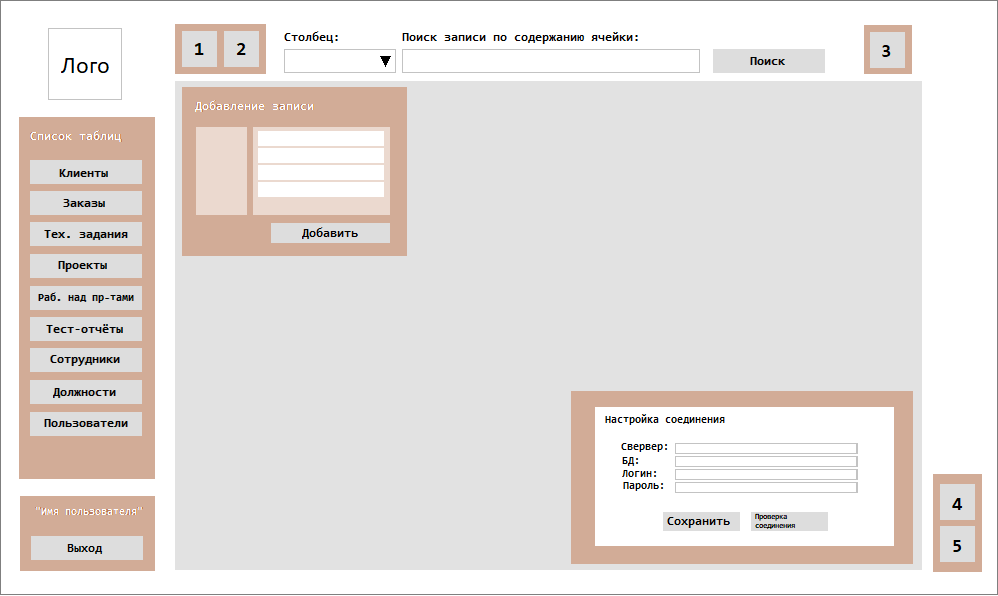 Лого
1 2
Столбец:
Поиск записи по содержанию ячейки:
Поиск
3
Список таблиц
Клиенты
Заказы
Тех. задания
Проекты
Раб. над пр-тами
Тест-отчёты
Сотрудники
Должности
Пользователи
"Имя пользователя"
Выход
Добавление записи
Добавить
Настройка соединения
Свервер:
БД:
Логин:
Пароль:
Сохранить
Проверка
соединения
4
5